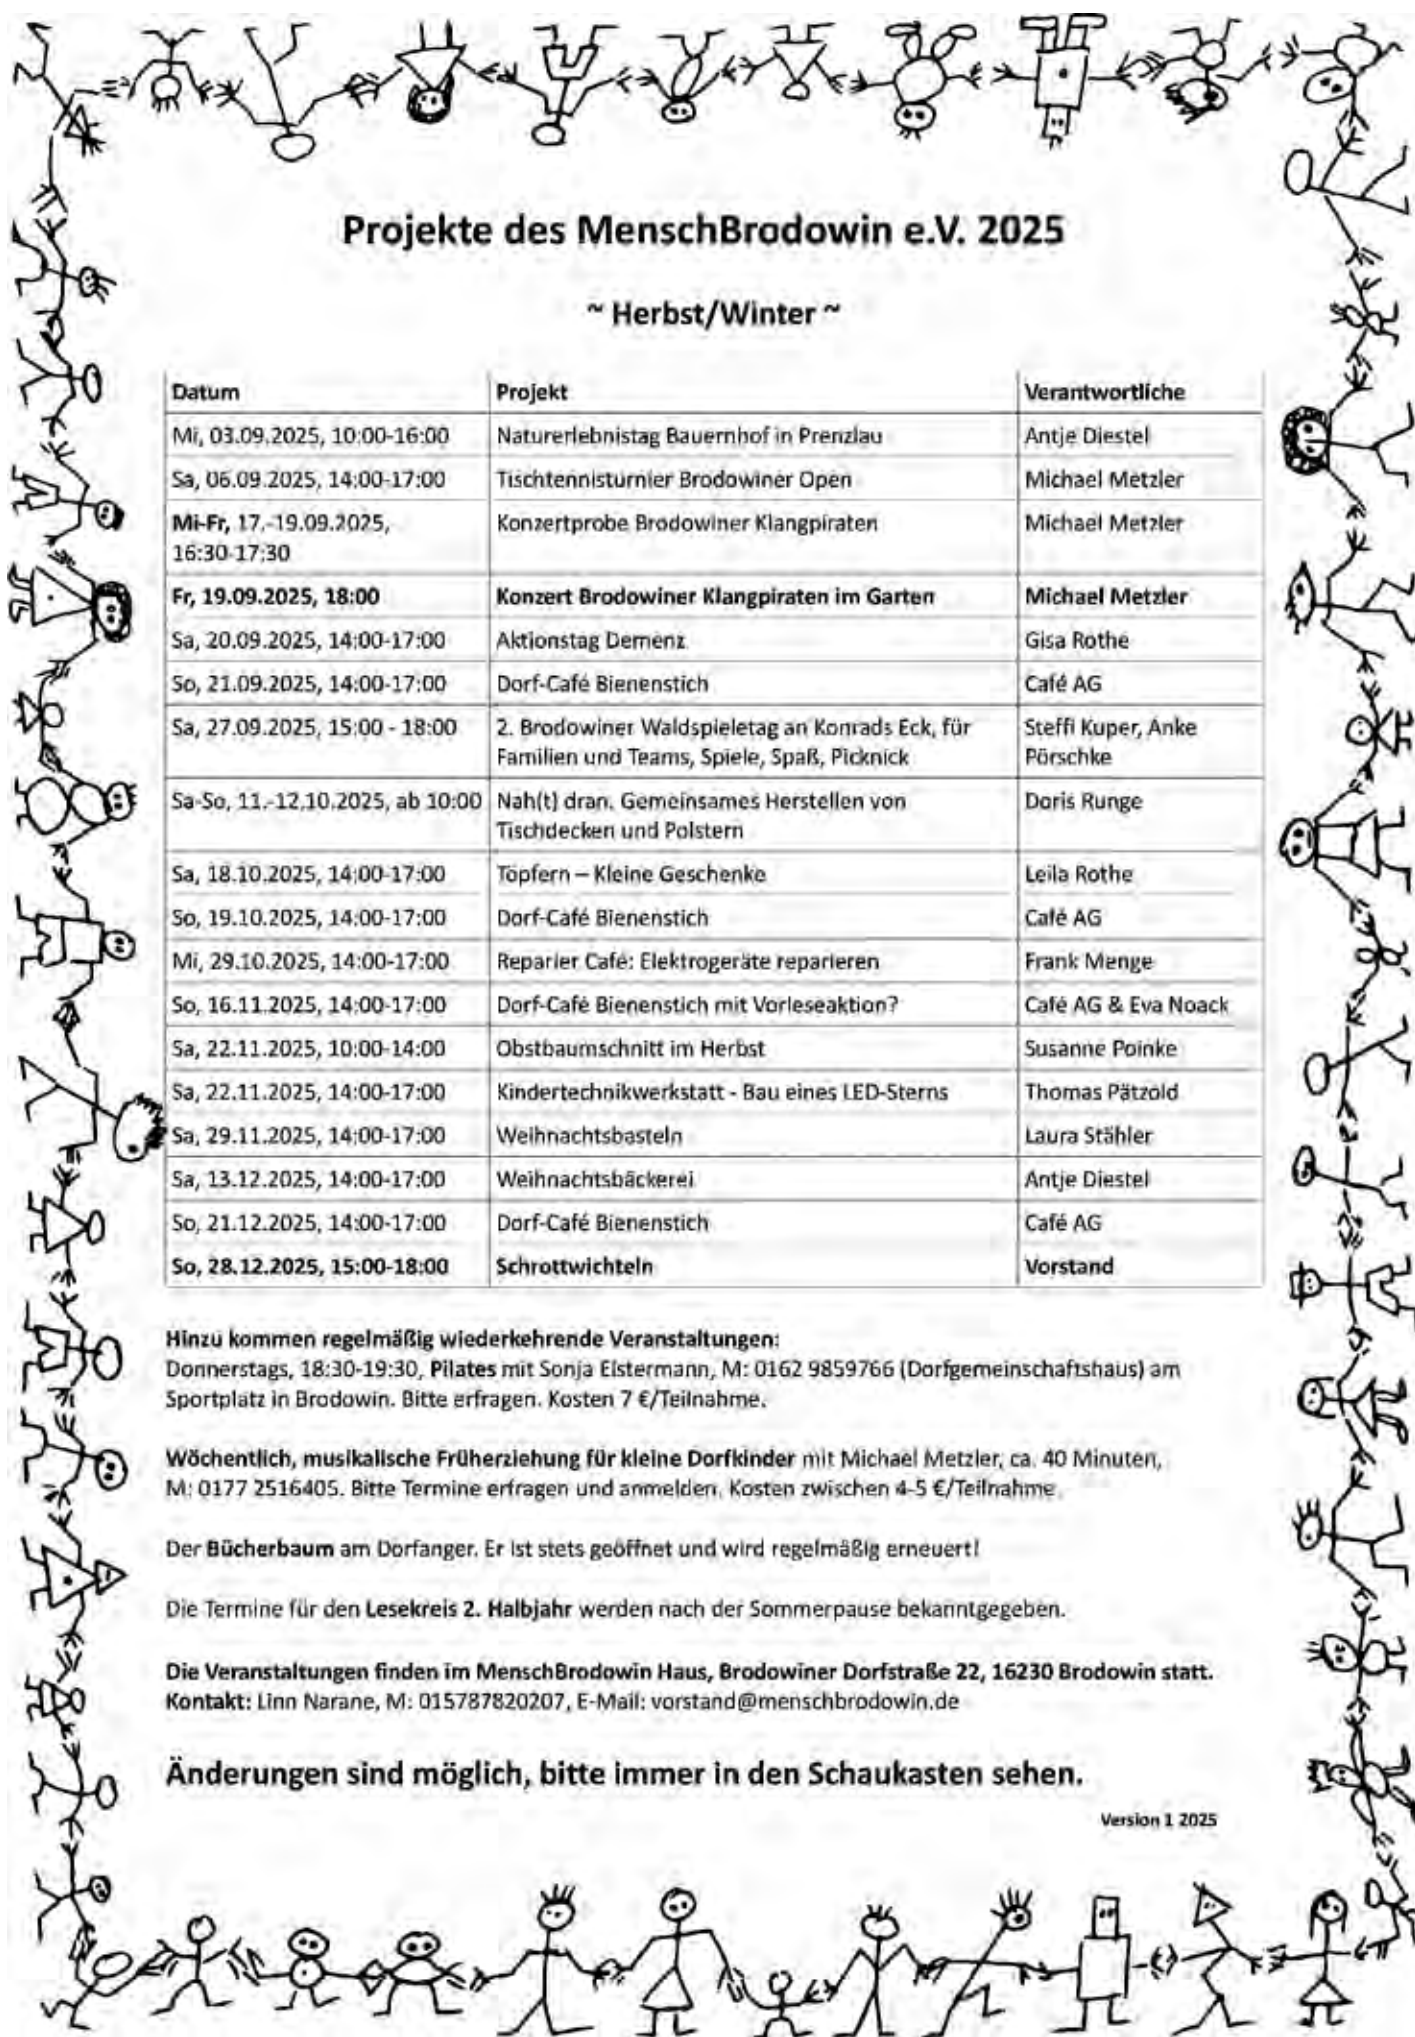 Projekte des MenschBrodowin e.V. 2025
~ Herbst/Winter ~
Datum Projekt Verantwortliche
Mi, 03.09.2025, 10:00-16:00 Naturerlebnistag Bauernhof in Prenzlau Antje Diestel
Sa, 06.09.2025, 14:00-17:00 Tischtennisturnier Brodowiner Open Michael Metzler
Mi-Fr, 17.-19.09.2025, Konzertprobe Brodowiner Klangpiraten Michael Metzler
16:30-17:30
Fr, 19.09.2025, 18:00 Konzert Brodowiner Klangpiraten im Garten Michael Metzler
Sa, 20.09.2025, 14:00-17:00 Aktionstag Demenz Gisa Rothe
So, 21.09.2025, 14:00-17:00 Dorf-Café Bienenstich Café AG
Sa, 27.09.2025, 15:00 - 18:00 2. Brodowiner Waldspieletag an Konrads Eck, für Steffi Kuper, Anke
Familien und Teams, Spiele, Spaß, Picknick Pörschke
Sa-So, 11.-12.10.2025, ab 10:00 Nah(t) dran. Gemeinsames Herstellen von Doris Runge
Tischdecken und Polstern
Sa, 18.10.2025, 14:00-17:00 Töpfern – Kleine Geschenke Leila Rothe
So, 19.10.2025, 14:00-17:00 Dorf-Café Bienenstich Café AG
Mi, 29.10.2025, 14:00-17:00 Reparier Café: Elektrogeräte reparieren Frank Menge
So, 16.11.2025, 14:00-17:00 Dorf-Café Bienenstich mit Vorleseaktion? Café AG & Eva Noack
Sa, 22.11.2025, 10:00-14:00 Obstbaumschnitt im Herbst Susanne Poinke
Sa, 22.11.2025, 14:00-17:00 Kindertechnikwerkstatt - Bau eines LED-Sterns Thomas Pätzold
Sa, 29.11.2025, 14:00-17:00 Weihnachtsbasteln Laura Stähler
Sa, 13.12.2025, 14:00-17:00 Weihnachtsbäckerei Antje Diestel
So, 21.12.2025, 14:00-17:00 Dorf-Café Bienenstich Café AG
So, 28.12.2025, 15:00-18:00 Schrottwichteln Vorstand
Hinzu kommen regelmäßig wiederkehrende Veranstaltungen:
Donnerstags, 18:30-19:30, Pilates mit Sonja Elstermann, M: 0162 9859766 (Dorfgemeinschaftshaus) am
Sportplatz in Brodowin. Bitte erfragen. Kosten 7 €/Teilnahme.
Wöchentlich, musikalische Früherziehung für kleine Dorfkinder mit Michael Metzler, ca. 40 Minuten,
M: 0177 2516405. Bitte Termine erfragen und anmelden. Kosten zwischen 4-5 €/Teilnahme.
Der Bücherbaum am Dorfanger. Er ist stets geöffnet und wird regelmäßig erneuert!
Die Termine für den Lesekreis 2. Halbjahr werden nach der Sommerpause bekanntgegeben.
Die Veranstaltungen finden im MenschBrodowin Haus, Brodowiner Dorfstraße 22, 16230 Brodowin statt.
Kontakt: Linn Narane, M: 015787820207, E-Mail: vorstand@menschbrodowin.de
Änderungen sind möglich, bitte immer in den Schaukasten sehen.
Version 1 2025